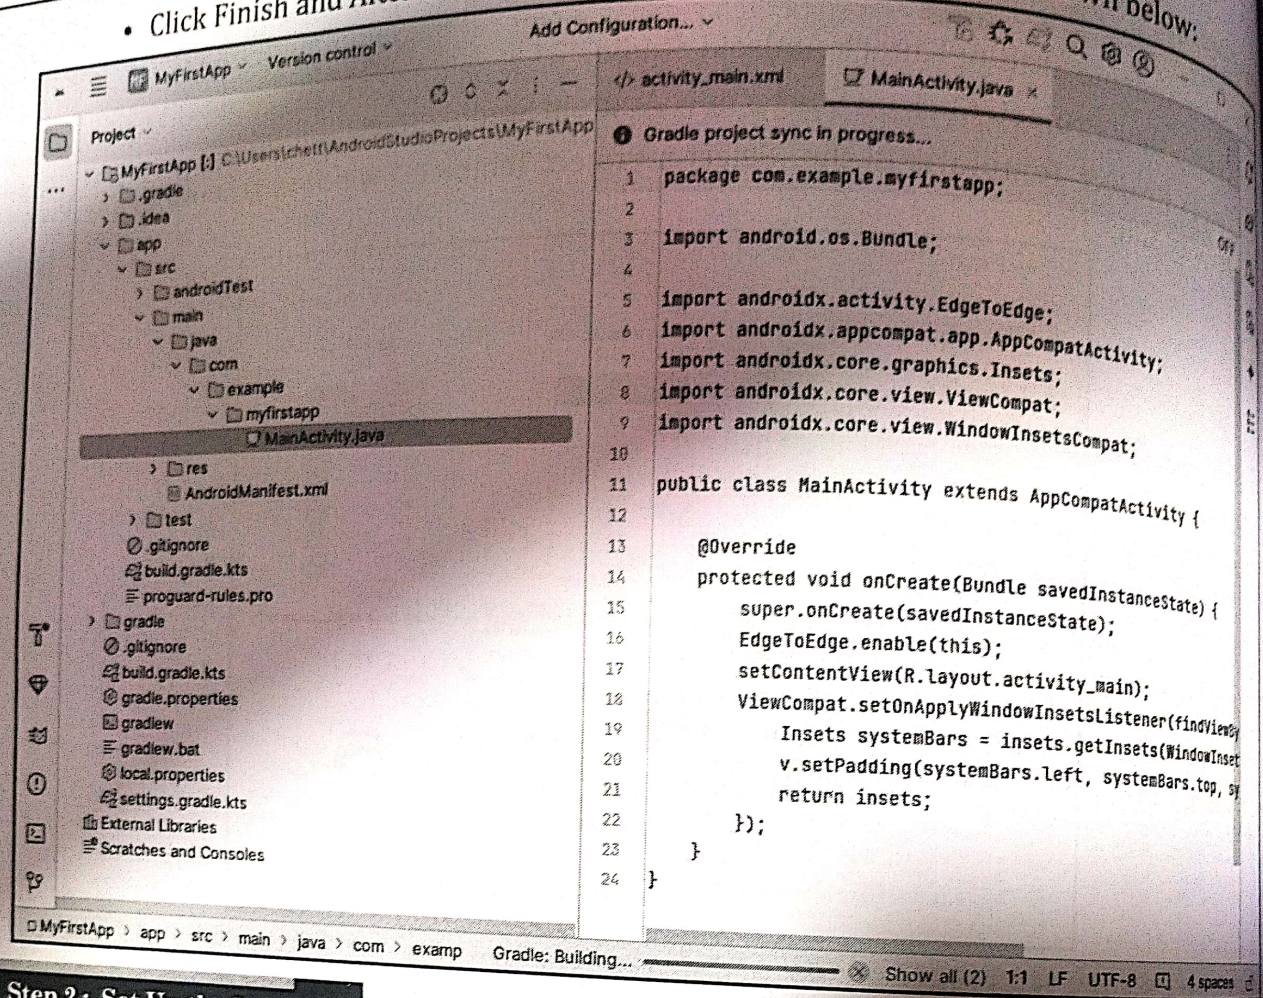 • Click Finish and
below:
MyFirstApp Version control Add Configuration...
Project
</> activity_main.xml MainActivity.java ×
Gradle project sync in progress...
MyFirstApp [:] C:\Users\chett\AndroidStudioProjects\MyFirstApp
.gradle
.idea
app
src
androidTest
main
java
com
example
myfirstapp
MainActivity.java
res
AndroidManifest.xml
test
.gitignore
build.gradle.kts
proguard-rules.pro
gradle
.gitignore
build.gradle.kts
gradle.properties
gradlew
gradlew.bat
local.properties
settings.gradle.kts
External Libraries
Scratches and Consoles
1 package com.example.myfirstapp;
2
3 import android.os.Bundle;
4
5 import androidx.activity.EdgeToEdge;
6 import androidx.appcompat.app.AppCompatActivity;
7 import androidx.core.graphics.Insets;
8 import androidx.core.view.ViewCompat;
9 import androidx.core.view.WindowInsetsCompat;
10
11 public class MainActivity extends AppCompatActivity {
12
13 @Override
14 protected void onCreate(Bundle savedInstanceState) {
15 super.onCreate(savedInstanceState);
16 EdgeToEdge.enable(this);
17 setContentView(R.layout.activity_main);
18 ViewCompat.setOnApplyWindowInsetsListener(findViewBy
19 Insets systemBars = insets.getInsets(WindowInset
20 v.setPadding(systemBars.left, systemBars.top, sy
21 return insets;
22 });
23 }
24 }
Off
MyFirstApp > app > src > main > java > com > examp Gradle: Building... Show all (2) 1:1 LF UTF-8 4 spaces
Step 2: